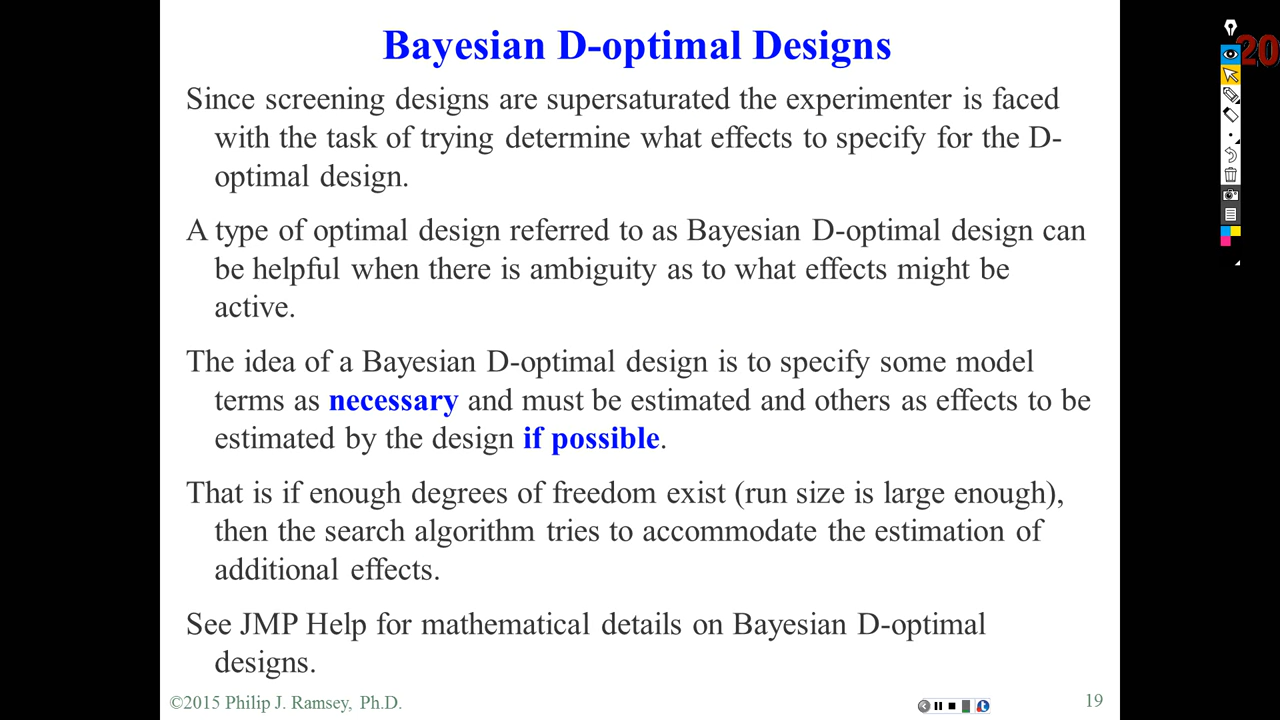 Bayesian D-optimal Designs
Since screening designs are supersaturated the experimenter is faced
with the task of trying determine what effects to specify for the D-
optimal design.
A type of optimal design referred to as Bayesian D-optimal design can
be helpful when there is ambiguity as to what effects might be
active.
The idea of a Bayesian D-optimal design is to specify some model
terms as necessary and must be estimated and others as effects to be
estimated by the design if possible.
That is if enough degrees of freedom exist (run size is large enough),
then the search algorithm tries to accommodate the estimation of
additional effects.
See JMP Help for mathematical details on Bayesian D-optimal
designs.
©2015 Philip J. Ramsey, Ph.D.
19
20